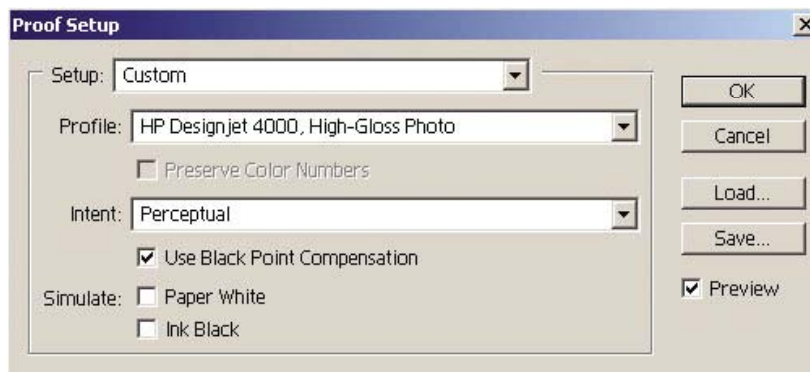 Proof Setup
Setup: Custom
OK
Profile: HP Designjet 4000, High-Gloss Photo
Cancel
Preserve Color Numbers
Load...
Intent: Perceptual
Save...
Use Black Point Compensation
Preview
Simulate: Paper White
Ink Black